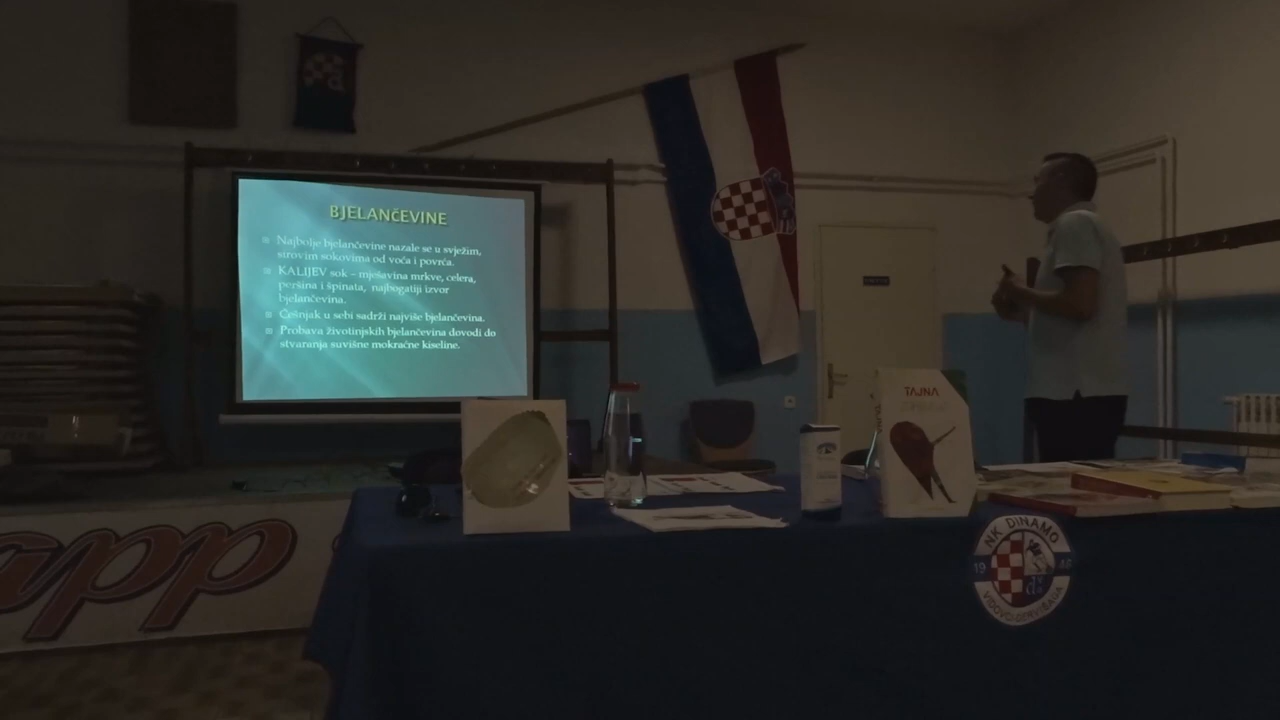 BJELANČEVINE
Najbolje bjelančevine nazale se u svježim,
sirovim sokovima od voća i povrća.
KALIJEV sok – mješavina mrkve, celera,
peršina i špinata, najbogatiji izvor
bjelančevina.
Češnjak u sebi sadrži najviše bjelančevina.
Probava životinjskih bjelančevina dovodi do
stvaranja suvišne mokraćne kiseline.
TAJNA
app
NK DINAMO
19